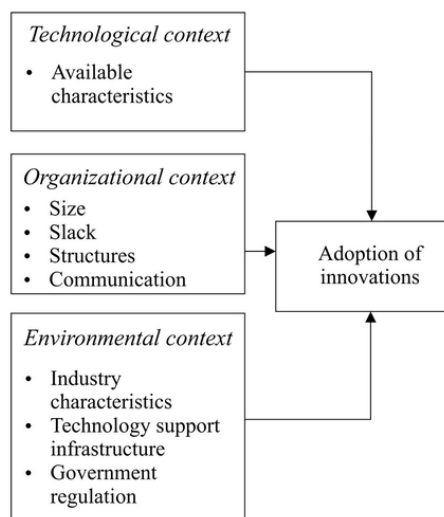 Technological context
• Available
characteristics
Organizational context
• Size
• Slack
• Structures
• Communication
Adoption of
innovations
Environmental context
• Industry
characteristics
• Technology support
infrastructure
• Government
regulation